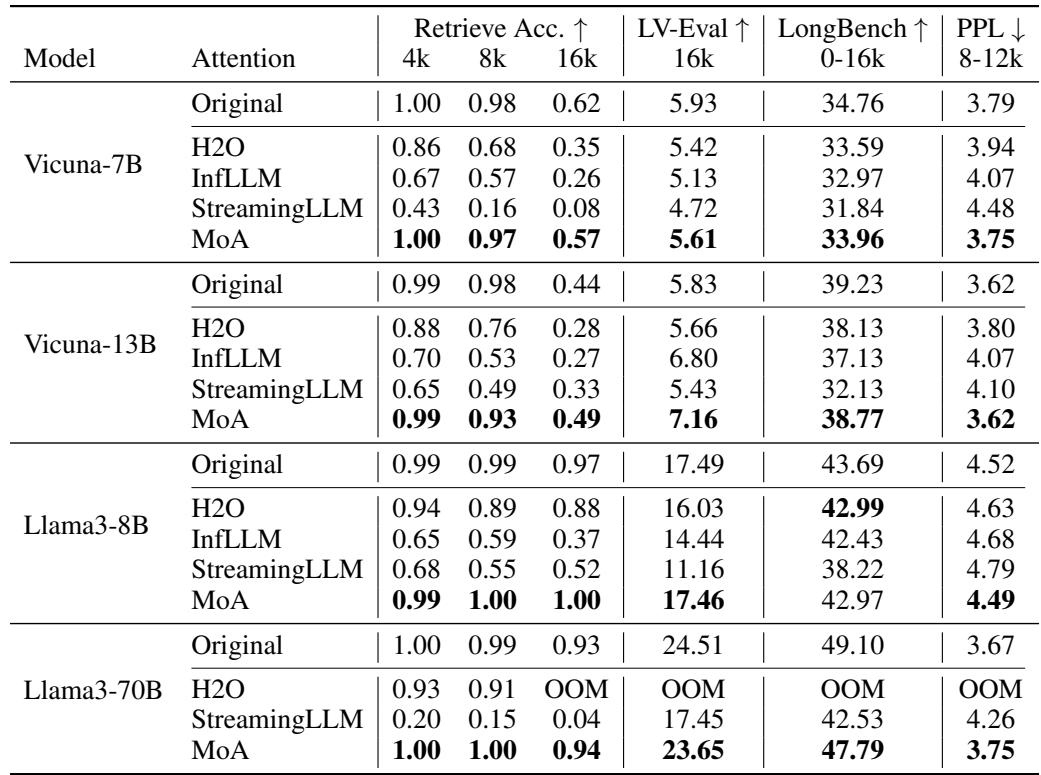 Retrieve Acc. ↑ LV-Eval ↑ LongBench ↑ PPL ↓
Model Attention 4k 8k 16k 16k 0-16k 8-12k
Original 1.00 0.98 0.62 5.93 34.76 3.79
Vicuna-7B
H2O 0.86 0.68 0.35 5.42 33.59 3.94
InfLLM 0.67 0.57 0.26 5.13 32.97 4.07
StreamingLLM 0.43 0.16 0.08 4.72 31.84 4.48
MoA 1.00 0.97 0.57 5.61 33.96 3.75
Original 0.99 0.98 0.44 5.83 39.23 3.62
Vicuna-13B
H2O 0.88 0.76 0.28 5.66 38.13 3.80
InfLLM 0.70 0.53 0.27 6.80 37.13 4.07
StreamingLLM 0.65 0.49 0.33 5.43 32.13 4.10
MoA 0.99 0.93 0.49 7.16 38.77 3.62
Original 0.99 0.99 0.97 17.49 43.69 4.52
Llama3-8B
H2O 0.94 0.89 0.88 16.03 42.99 4.63
InfLLM 0.65 0.59 0.37 14.44 42.43 4.68
StreamingLLM 0.68 0.55 0.52 11.16 38.22 4.79
MoA 0.99 1.00 1.00 17.46 42.97 4.49
Original 1.00 0.99 0.93 24.51 49.10 3.67
Llama3-70B
H2O 0.93 0.91 OOM OOM OOM OOM
StreamingLLM 0.20 0.15 0.04 17.45 42.53 4.26
MoA 1.00 1.00 0.94 23.65 47.79 3.75